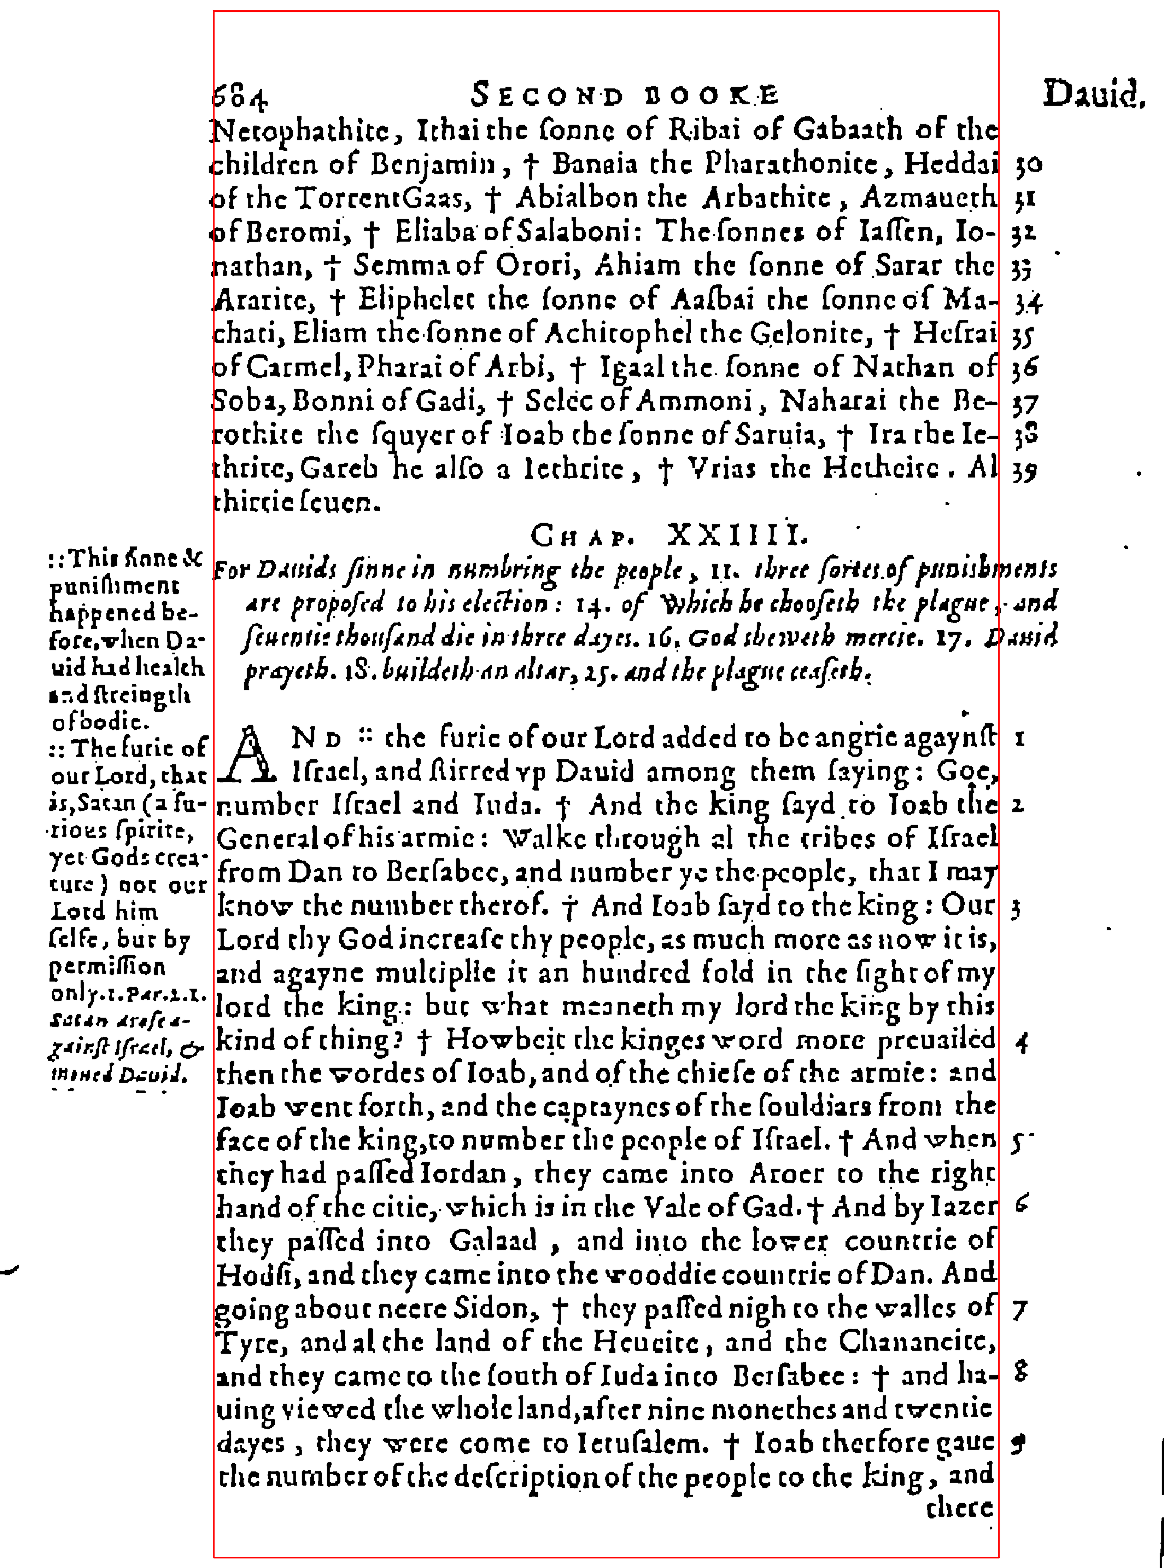 684 SECOND BOOKE Dauid.
Netophathite, Ithai the ſonne of Ribai of Gabaath of the
children of Benjamin, † Banaia the Pharathonite, Heddai 30
of the Torrent Gaas, † Abialbon the Arbathite, Azmaueth 31
of Beromi, † Eliaba of Salaboni: The ſonnes of Iaſſen, Io- 32
nathan, † Semma of Orori, Ahiam the ſonne of Sarar the 33
Ararite, † Eliphelet the ſonne of Aaſbai the ſonne of Ma- 34
chati, Eliam the ſonne of Achitophel the Gelonite, † Heſrai 35
of Carmel, Pharai of Arbi, † Igaal the ſonne of Nathan of 36
Soba, Bonni of Gadi, † Selec of Ammoni, Naharai the Be- 37
rothite the ſquyer of Ioab the ſonne of Saruia, † Ira the Ie- 38
thrite, Gareb he alſo a Iethrite, † Vrias the Hetheite. Al 39
thirtie ſeuen.
CHAP. XXIIII.
For Dauids ſinne in numbring the people, 11. three ſortes of punishments
are propoſed to his election: 14. of which he chooſeth the plague, and
ſeuentie thouſand die in three dayes. 16. God sheweth mercie. 17. Dauid
prayeth. 18. buildeth an altar, 25. and the plague ceaſeth.
:: This ſinne &
puniſhment
happened be-
fore, when Da-
uid had health
and ſtreingth
of bodie.
:: The furie of
our Lord, that
is, Satan (a fu-
rious ſpirite,
yet Gods crea-
ture) not our
Lord him
ſelfe, but by
permiſſion
only. 1. Par. 21.
Satan aroſe a-
gainſt Iſrael, &
moued Dauid.
AND :: the furie of our Lord added to be angrie agaynſt 1
Iſrael, and ſtirred vp Dauid among them ſaying: Goe,
number Iſrael and Iuda. † And the king ſayd to Ioab the 2
General of his armie: Walke through al the tribes of Iſrael
from Dan to Berſabee, and number ye the people, that I may
know the number therof. † And Ioab ſayd to the king: Our 3
Lord thy God increaſe thy people, as much more as now it is,
and agayne multiplie it an hundred fold in the ſight of my
lord the king: but what meaneth my lord the king by this
kind of thing? † Howbeit the kinges word more preuailed 4
then the wordes of Ioab, and of the chiefe of the armie: and
Ioab went forth, and the captaynes of the ſouldiars from the
face of the king, to number the people of Iſrael. † And when 5
they had paſſed Iordan, they came into Aroer to the right
hand of the citie, which is in the Vale of Gad. † And by Iazer 6
they paſſed into Galaad, and into the lower countrie of
Hodſi, and they came into the wooddie countrie of Dan. And
going about neere Sidon, † they paſſed nigh to the walles of 7
Tyre, and al the land of the Heueite, and the Chananeite,
and they came to the ſouth of Iuda into Berſabee: † and ha- 8
uing viewed the whole land, after nine monethes and twentie
dayes, they were come to Ieruſalem. † Ioab therfore gaue 9
the number of the deſcription of the people to the king, and
there